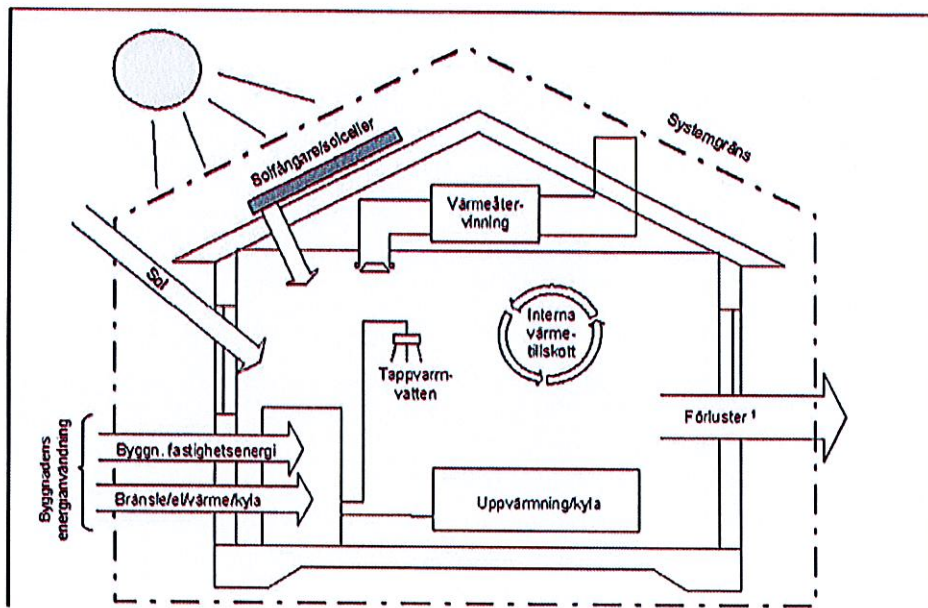 Systemgräns
Solfångare/solceller
Värmeåter-
vinning
Sol
Interna
värme-
tillskott
Tappvarm-
vatten
Förluster 1
Byggnadens
energianvändning
Byggn. fastighetsenergi
Bränsle/el/värme/kyla
Uppvärmning/kyla